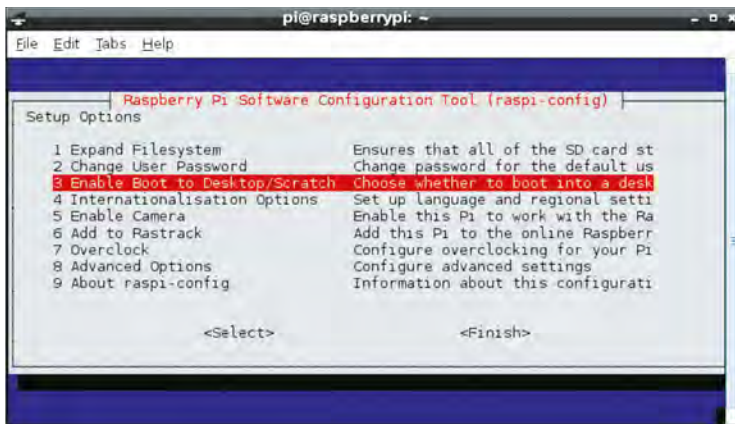 pi@raspberrypi: ~
File Edit Tabs Help
Raspberry Pi Software Configuration Tool (raspi-config)
Setup Options
1 Expand Filesystem Ensures that all of the SD card st
2 Change User Password Change password for the default us
3 Enable Boot to Desktop/Scratch Choose whether to boot into a desk
4 Internationalisation Options Set up language and regional setti
5 Enable Camera Enable this Pi to work with the Ra
6 Add to Rastrack Add this Pi to the online Raspberr
7 Overclock Configure overclocking for your Pi
8 Advanced Options Configure advanced settings
9 About raspi-config Information about this configurati
<Select> <Finish>